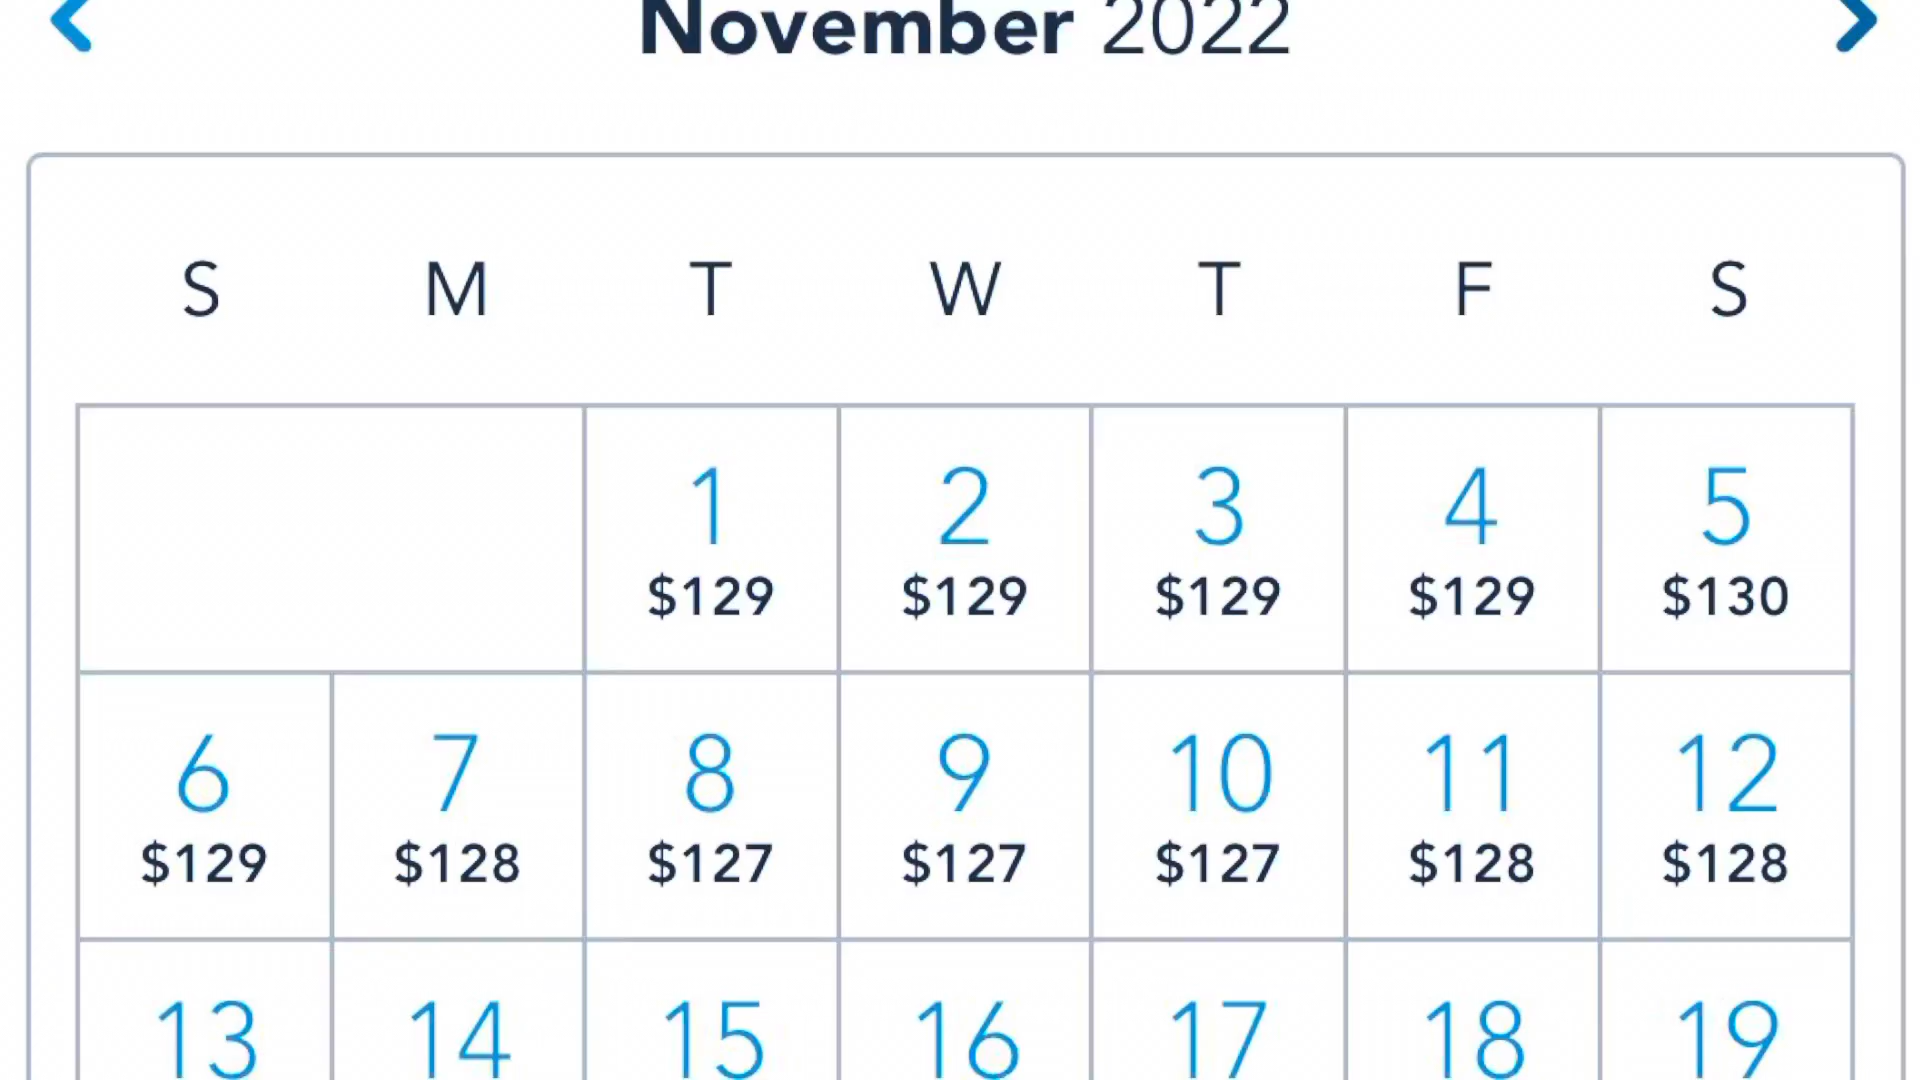 November 2022
S M T W T F S
1 2 3 4 5
$129 $129 $129 $129 $130
6 7 8 9 10 11 12
$129 $128 $127 $127 $127 $128 $128
13 14 15 16 17 18 19